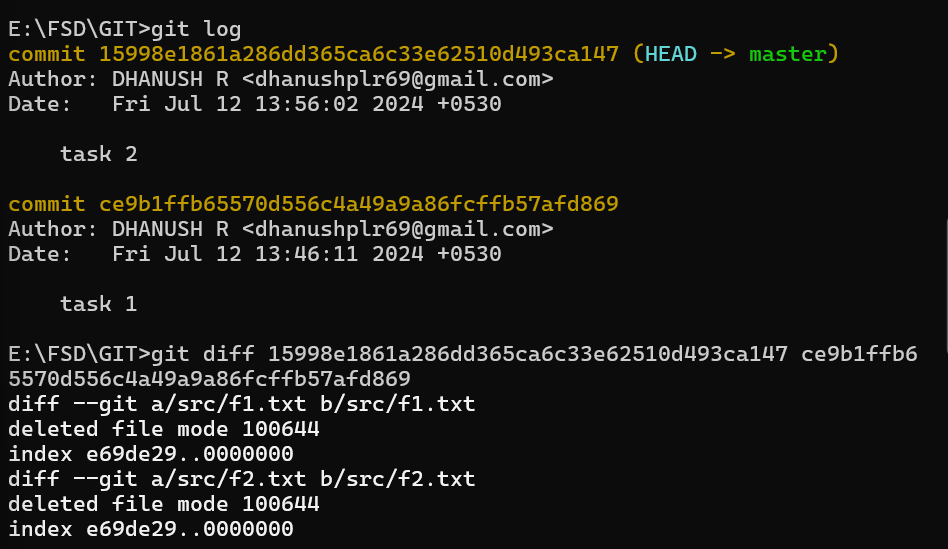 E:\FSD\GIT>git log
commit 15998e1861a286dd365ca6c33e62510d493ca147 (HEAD -> master)
Author: DHANUSH R <dhanushplr69@gmail.com>
Date:   Fri Jul 12 13:56:02 2024 +0530
    task 2
commit ce9b1ffb65570d556c4a49a9a86fcffb57afd869
Author: DHANUSH R <dhanushplr69@gmail.com>
Date:   Fri Jul 12 13:46:11 2024 +0530
    task 1
E:\FSD\GIT>git diff 15998e1861a286dd365ca6c33e62510d493ca147 ce9b1ffb6
5570d556c4a49a9a86fcffb57afd869
diff --git a/src/f1.txt b/src/f1.txt
deleted file mode 100644
index e69de29..0000000
diff --git a/src/f2.txt b/src/f2.txt
deleted file mode 100644
index e69de29..0000000